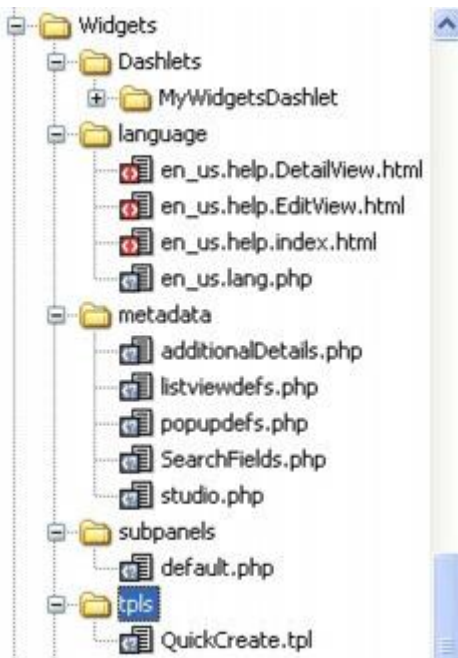 Widgets
Dashlets
MyWidgetsDashlet
language
en_us.help.DetailView.html
en_us.help.EditView.html
en_us.help.index.html
en_us.lang.php
metadata
additionalDetails.php
listviewdefs.php
popupdefs.php
SearchFields.php
studio.php
subpanels
default.php
tpls
QuickCreate.tpl